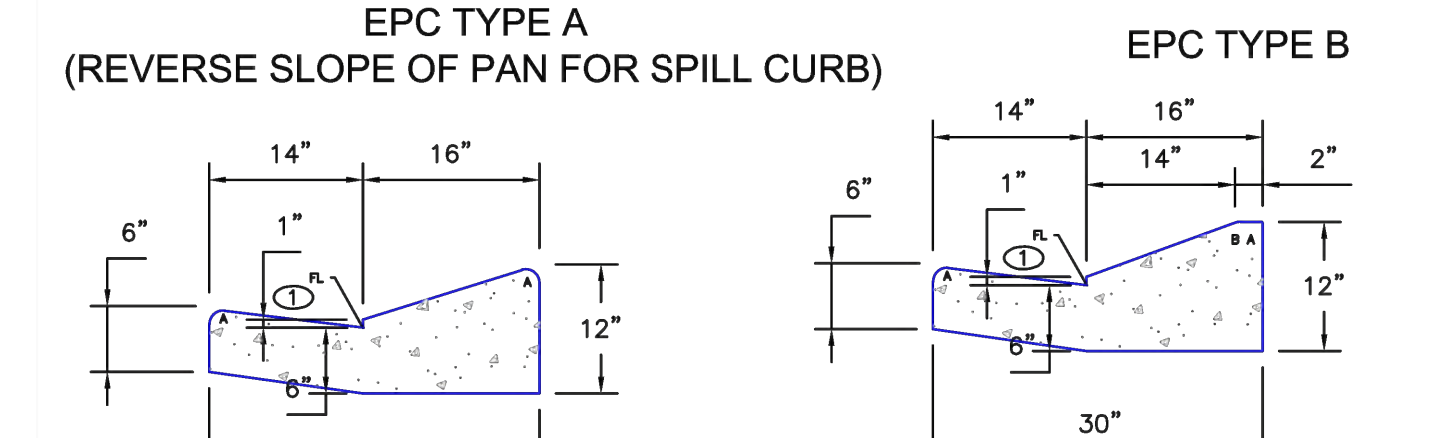 EPC TYPE A
(REVERSE SLOPE OF PAN FOR SPILL CURB)
14”
16”
6”
1”
FL
1
A
A
12”
6”
EPC TYPE B
14”
16”
14”
2”
6”
1”
FL
1
B A
A
12”
6”
30”